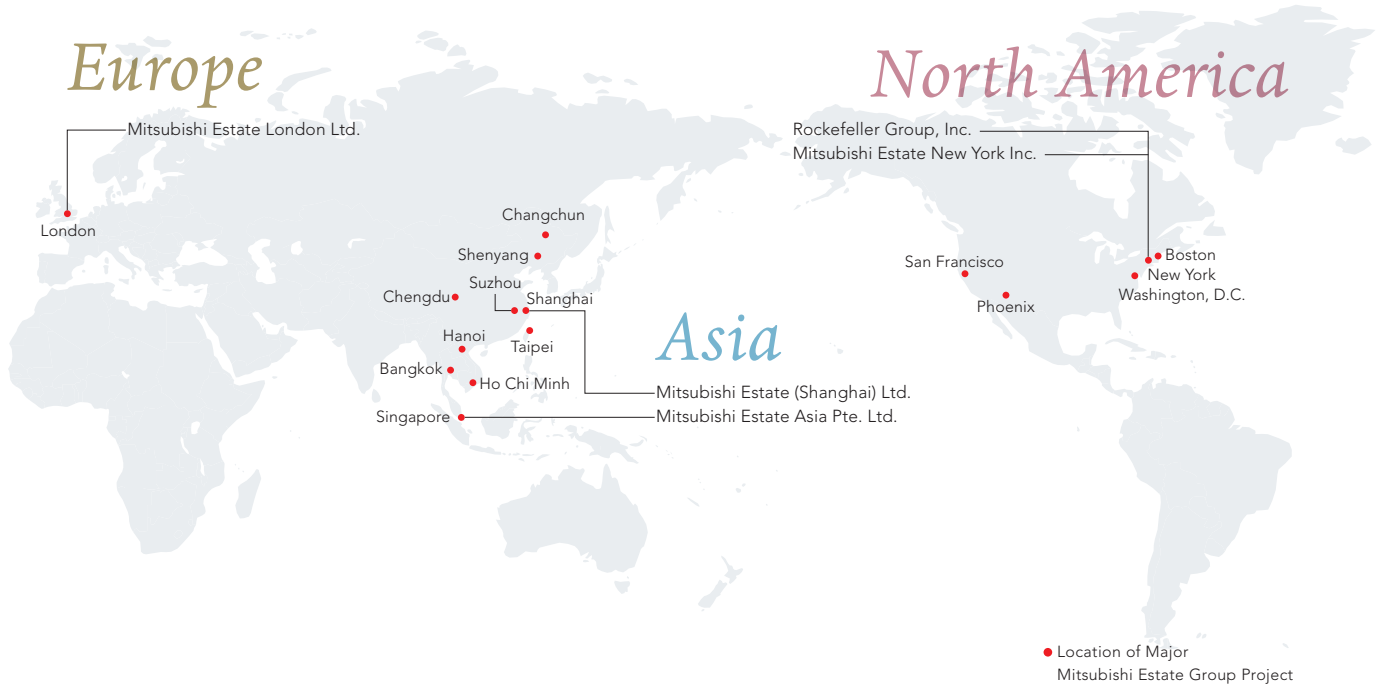 Europe
North America
Mitsubishi Estate London Ltd.
Rockefeller Group, Inc.
Mitsubishi Estate New York Inc.
London
Changchun
Shenyang
Suzhou
Chengdu
Shanghai
Hanoi
Taipei
Bangkok
Ho Chi Minh
Singapore
Asia
Mitsubishi Estate (Shanghai) Ltd.
Mitsubishi Estate Asia Pte. Ltd.
San Francisco
Phoenix
Boston
New York
Washington, D.C.
Location of Major
Mitsubishi Estate Group Project